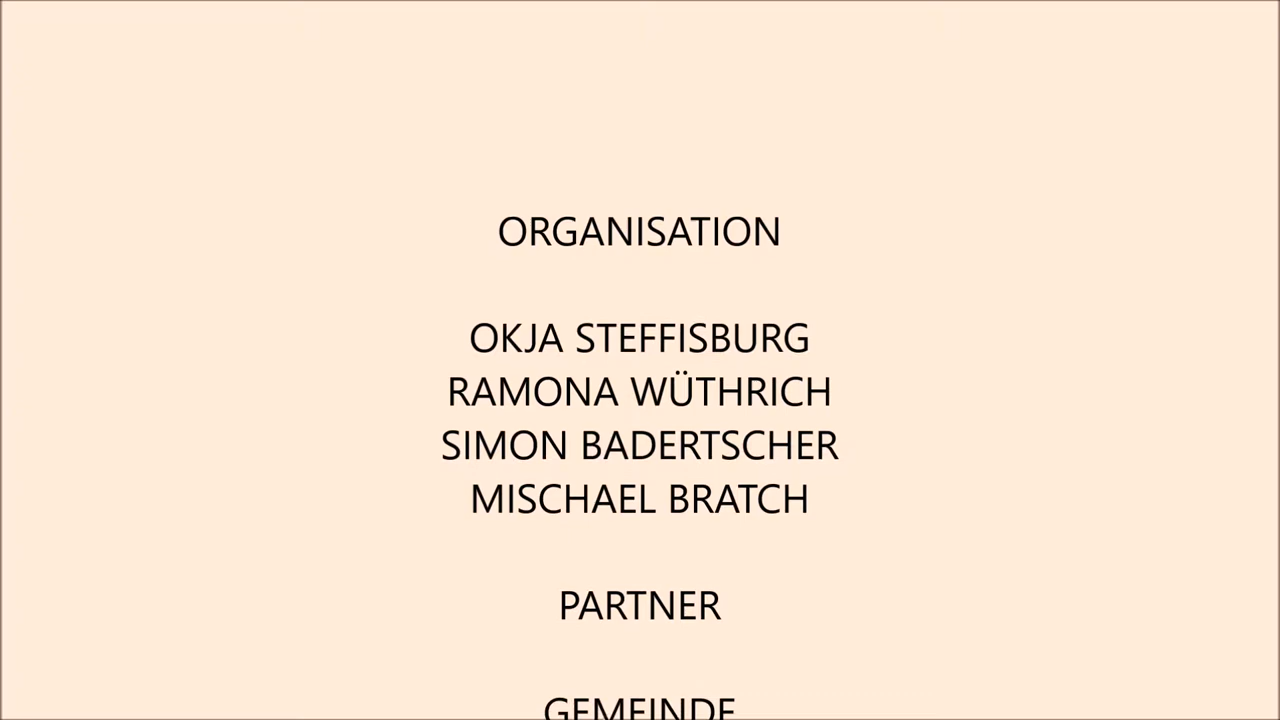 ORGANISATION
OKJA STEFFISBURG
RAMONA WÜTHRICH
SIMON BADERTSCHER
MISCHAEL BRATCH
PARTNER
GEMEINDE